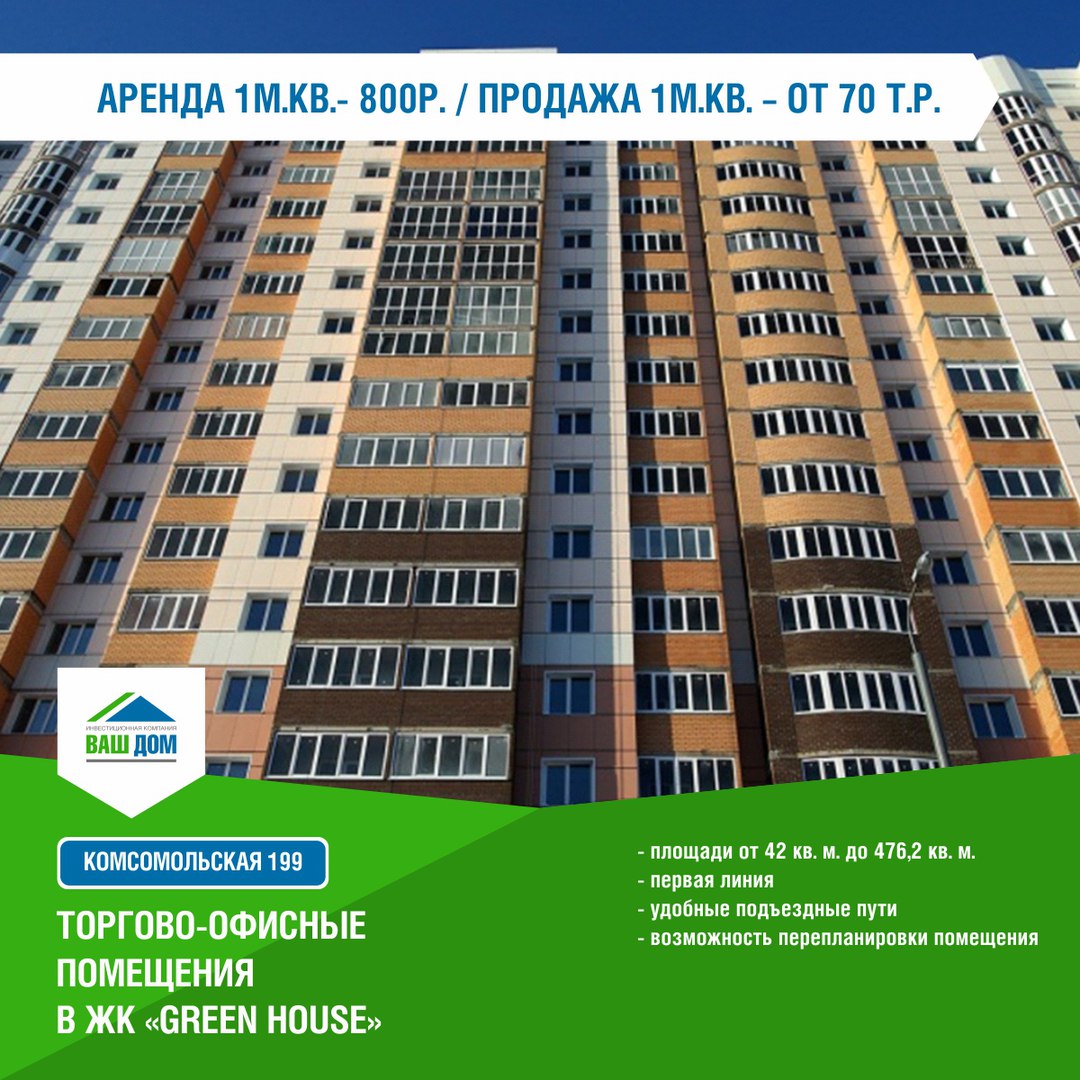 АРЕНДА 1М.КВ.- 800Р. / ПРОДАЖА 1М.КВ. – ОТ 70 Т.Р.
ИНВЕСТИЦИОННАЯ КОМПАНИЯ
ВАШ ДОМ
КОМСОМОЛЬСКАЯ 199
ТОРГОВО-ОФИСНЫЕ
ПОМЕЩЕНИЯ
В ЖК «GREEN HOUSE»
- площади от 42 кв. м. до 476,2 кв. м.
- первая линия
- удобные подъездные пути
- возможность перепланировки помещения